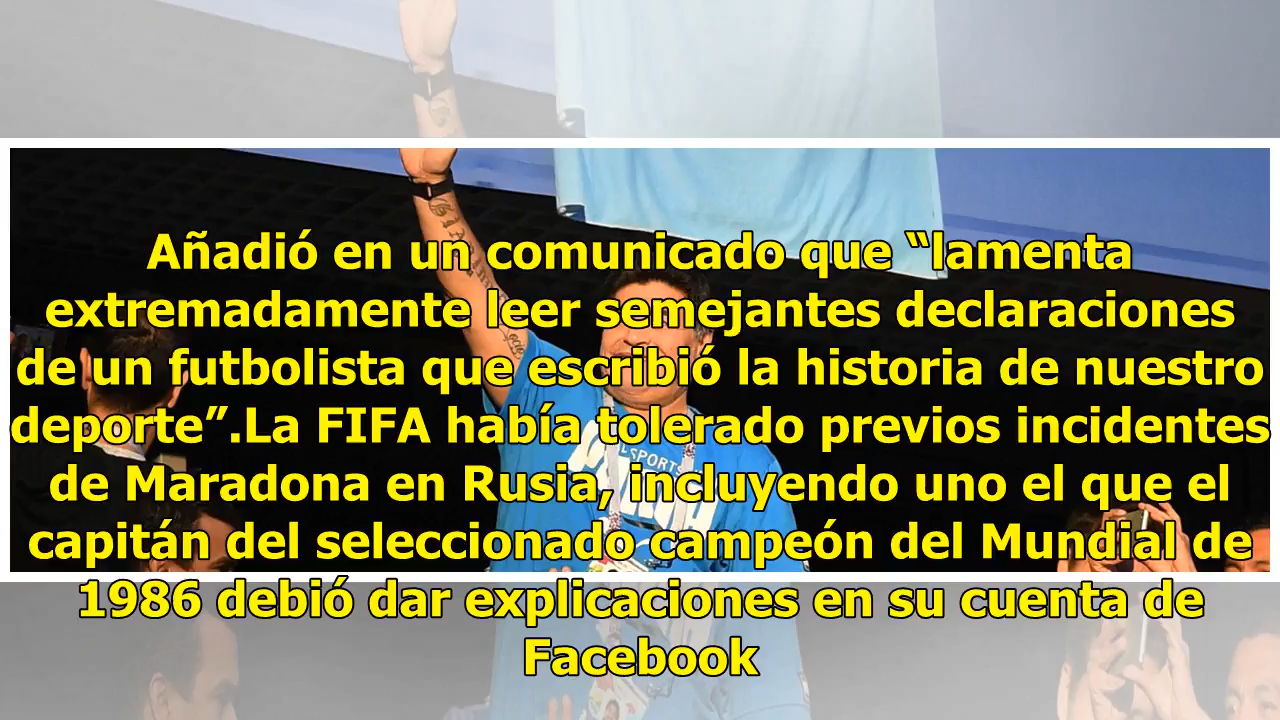 Añadió en un comunicado que “lamenta
extremadamente leer semejantes declaraciones
de un futbolista que escribió la historia de nuestro
deporte”.La FIFA había tolerado previos incidentes
de Maradona en Rusia, incluyendo uno el que el
capitán del seleccionado campeón del Mundial de
1986 debió dar explicaciones en su cuenta de
Facebook